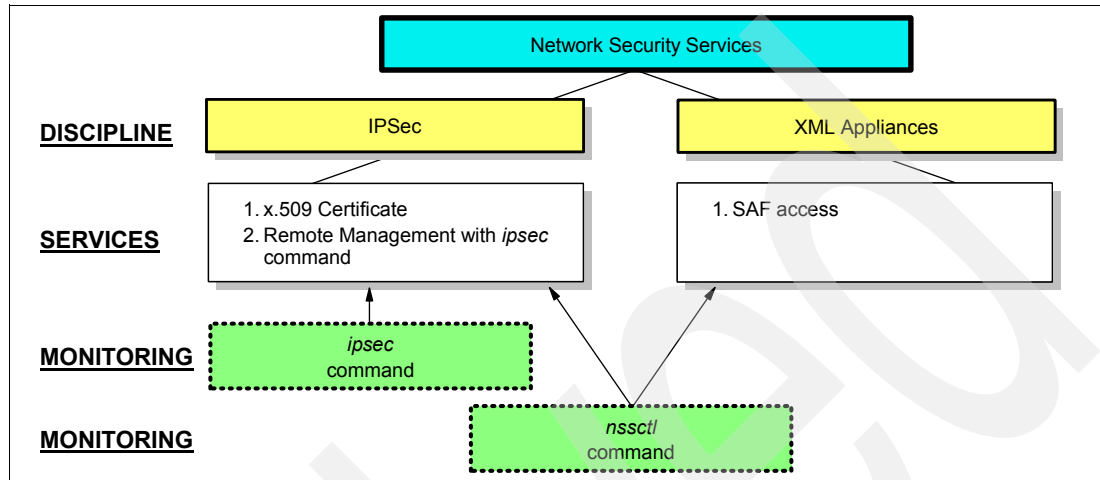 Network Security Services
DISCIPLINE
IPSec
XML Appliances
SERVICES
1. x.509 Certificate
2. Remote Management with ipsec
command
1. SAF access
MONITORING
ipsec
command
MONITORING
nssctl
command